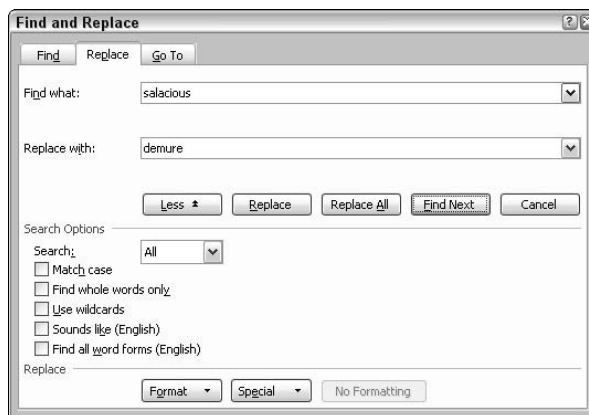 Find and Replace
Find Replace Go To
Find what: salacious
Replace with: demure
Less Replace Replace All Find Next Cancel
Search Options
Search: All
Match case
Find whole words only
Use wildcards
Sounds like (English)
Find all word forms (English)
Replace
Format Special No Formatting